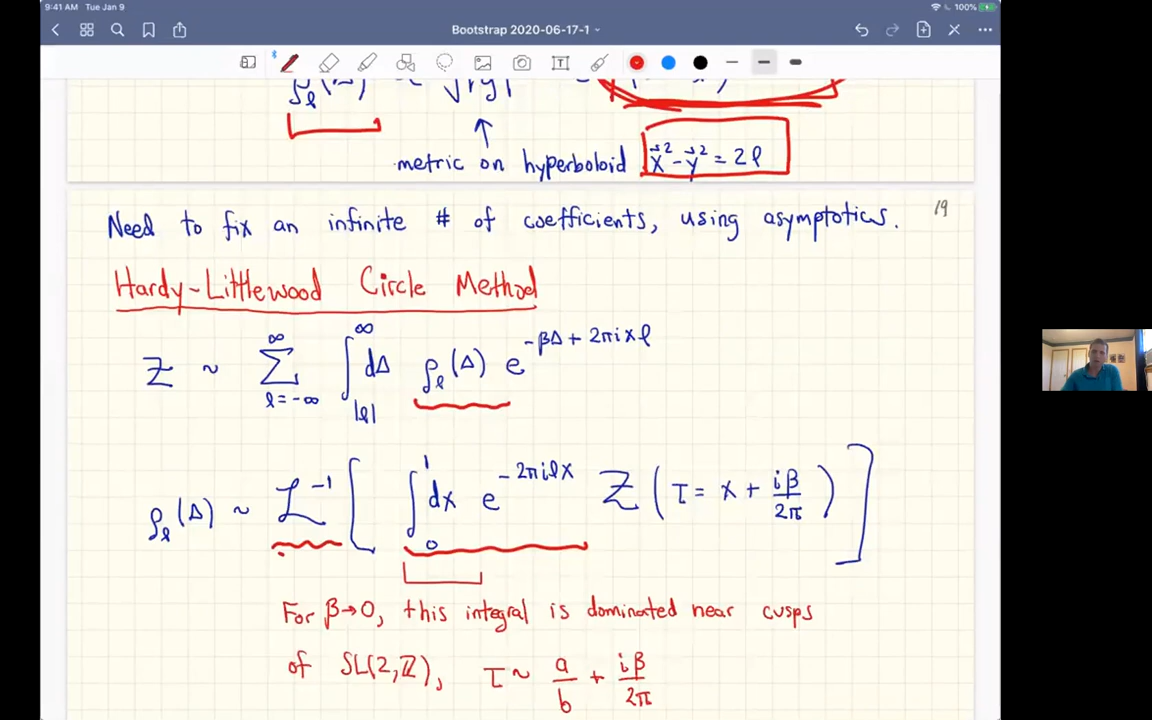 9:41 AM Tue Jan 9
100%
Bootstrap 2020-06-17-1
metric on hyperboloid x⃗² - y⃗² = 2l
19
Need to fix an infinite # of coefficients, using asymptotics.
Hardy-Littlewood Circle Method
Z ~ ∑_{l=-∞}^{∞} ∫_{|l|}^{∞} dΔ ρ_l(Δ) e^{-βΔ + 2πixl}
ρ_l(Δ) ~ ℒ^{-1} [ ∫_0^1 dx e^{-2πilx} Z (τ = x + iβ/2π) ]
For β→0, this integral is dominated near cusps
of SL(2,ℤ), τ ~ a/b + iβ/2π